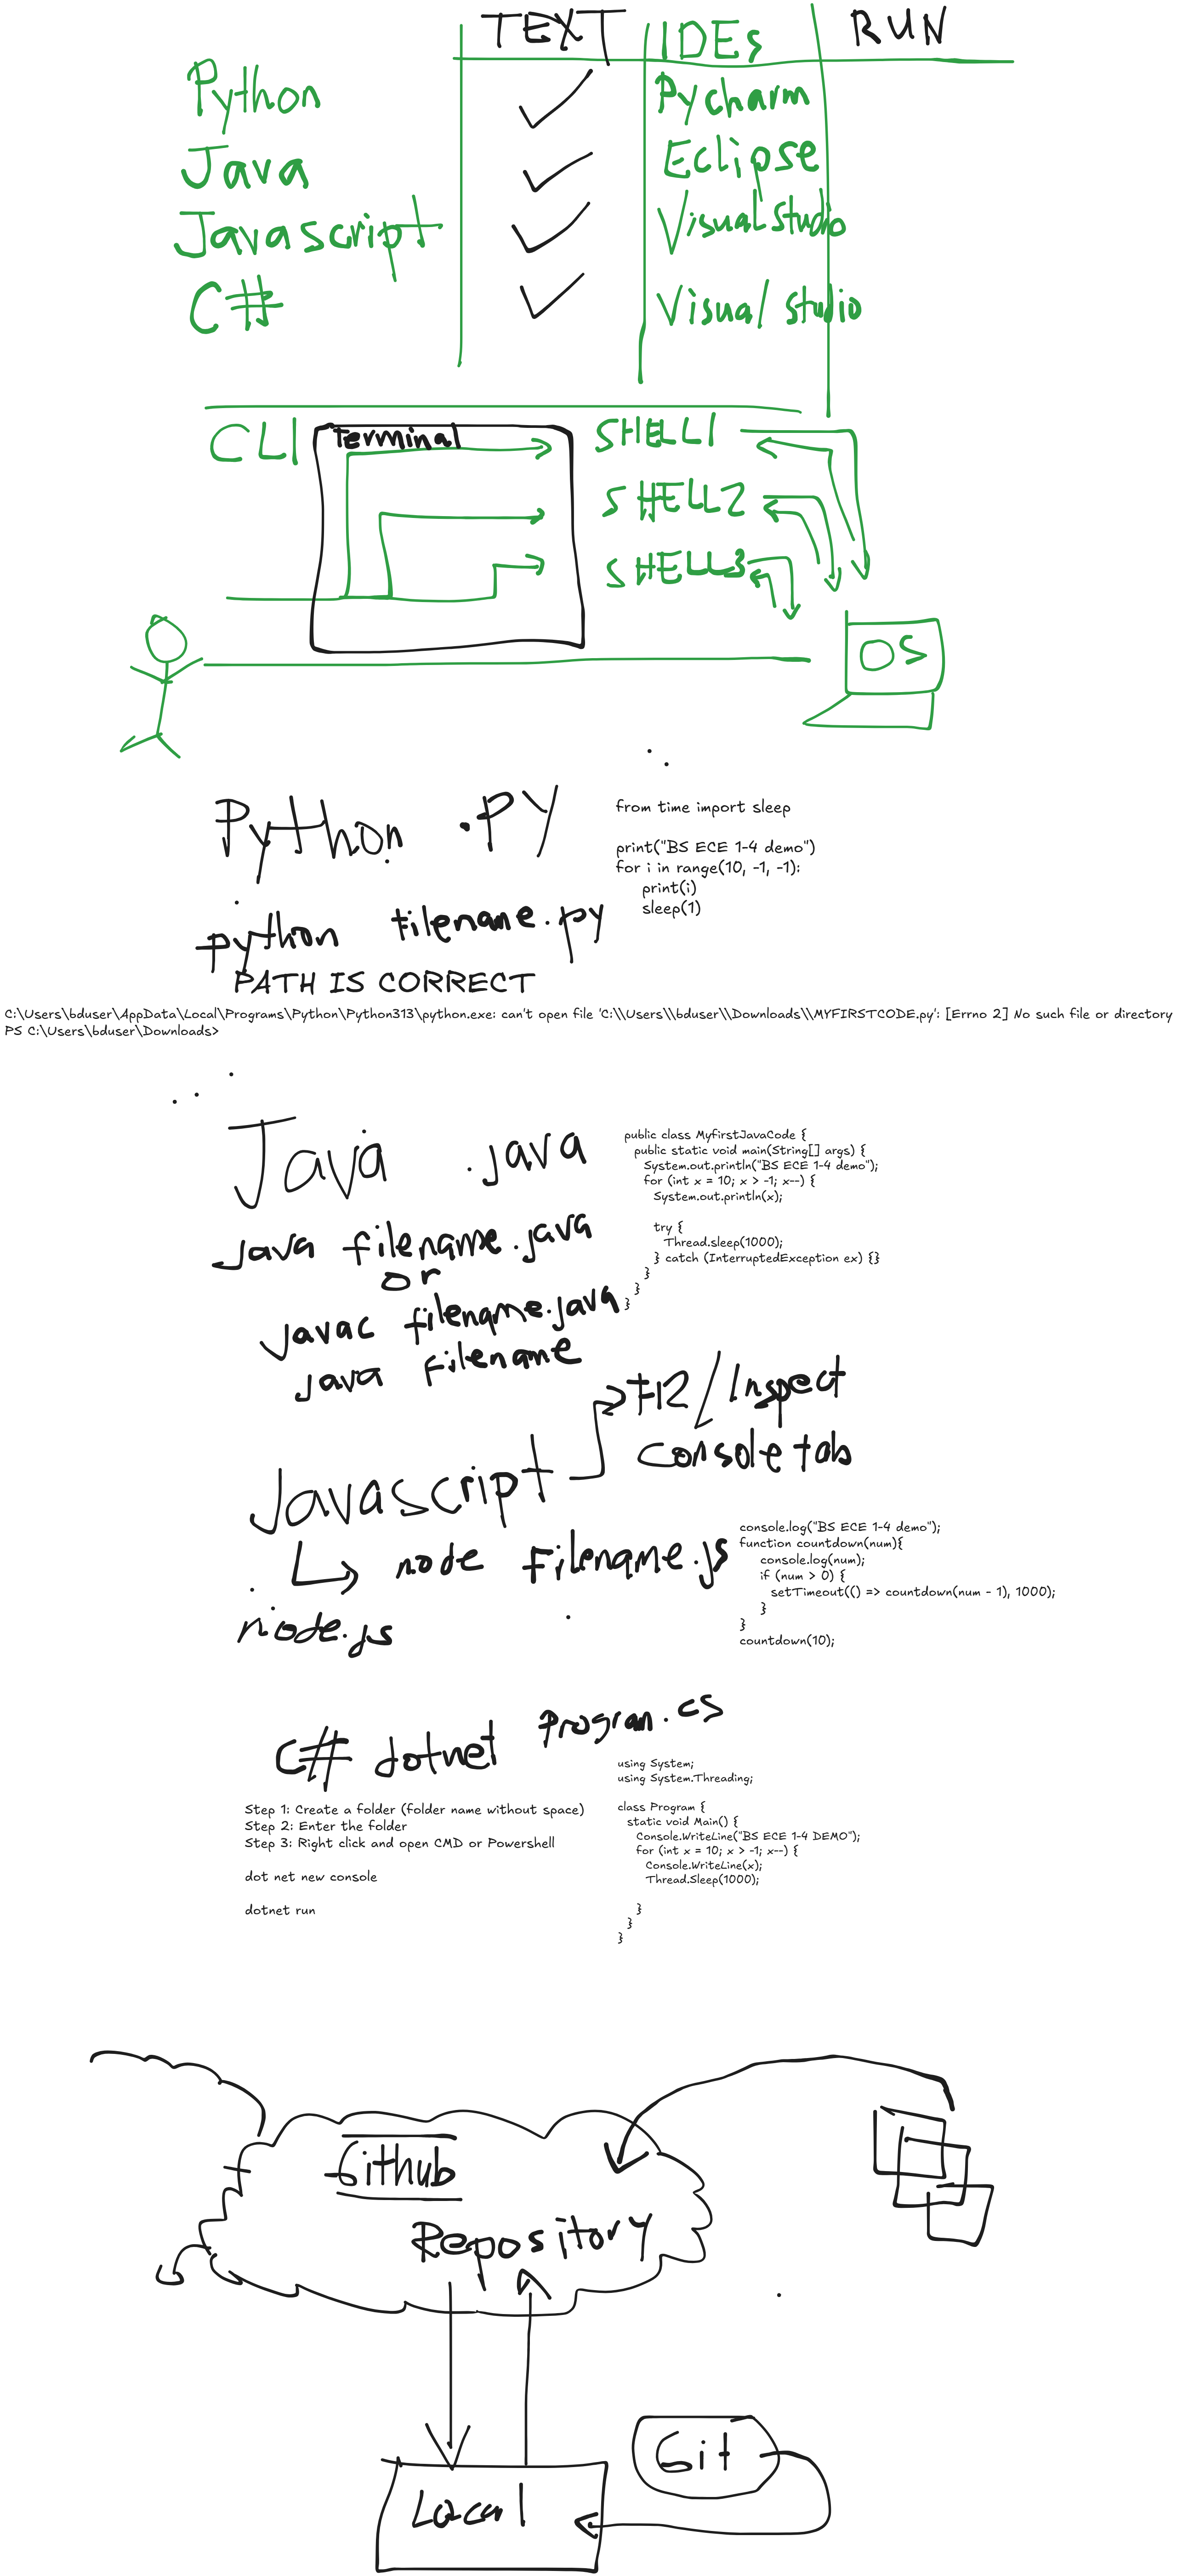 TEXT IDEs RUN
Python Pycharm
Java Eclipse
Javascript Visual Studio
C# Visual Studio
CLI Terminal SHELL1
SHELL2
SHELL3
OS
Python .PY
from time import sleep
print("BS ECE 1-4 demo")
for i in range(10, -1, -1):
print(i)
sleep(1)
python filename.py
PATH IS CORRECT
C:\Users\bduser\AppData\Local\Programs\Python\Python313\python.exe: can't open file 'C:\\Users\\bduser\\Downloads\\MYFIRSTCODE.py': [Errno 2] No such file or directory
PS C:\Users\bduser\Downloads>
Java .java
public class MyfirstJavaCode {
public static void main(String[] args) {
System.out.println("BS ECE 1-4 demo");
for (int x = 10; x > -1; x--) {
System.out.println(x);
try {
Thread.sleep(1000);
} catch (InterruptedException ex) {}
}
}
}
Java filename.java
or
Javac filename.java
Java Filename
Javascript
F12/Inspect
Console tab
node filename.js
node.js
console.log("BS ECE 1-4 demo");
function countdown(num){
console.log(num);
if (num > 0) {
setTimeout(() => countdown(num - 1), 1000);
}
}
countdown(10);
C# dotnet Program.cs
Step 1: Create a folder (folder name without space)
Step 2: Enter the folder
Step 3: Right click and open CMD or Powershell
dot net new console
dotnet run
using System;
using System.Threading;
class Program {
static void Main() {
Console.WriteLine("BS ECE 1-4 DEMO");
for (int x = 10; x > -1; x--) {
Console.WriteLine(x);
Thread.Sleep(1000);
}
}
}
Github
Repository
Git
Local